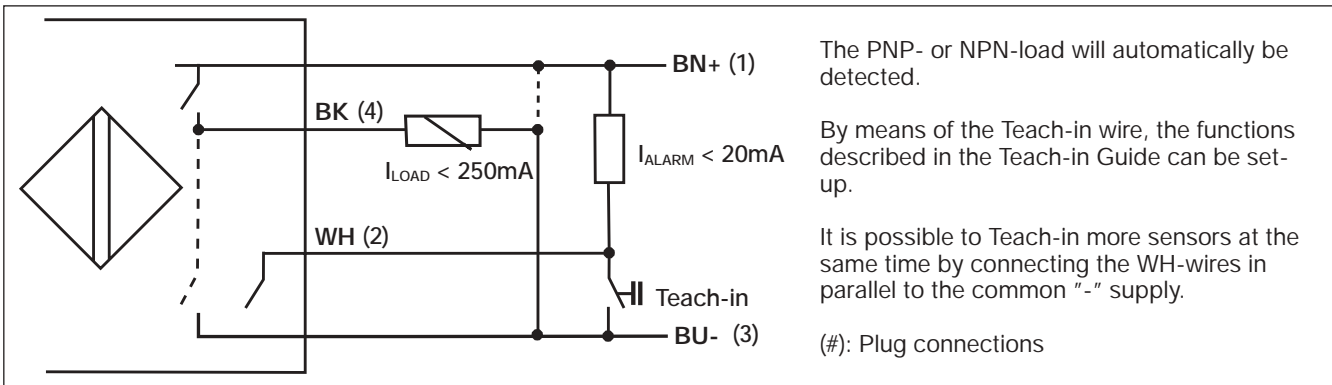 BN+ (1)
BK (4)
I_LOAD < 250mA
I_ALARM < 20mA
WH (2)
Teach-in
BU- (3)
The PNP- or NPN-load will automatically be
detected.
By means of the Teach-in wire, the functions
described in the Teach-in Guide can be set-
up.
It is possible to Teach-in more sensors at the
same time by connecting the WH-wires in
parallel to the common "-" supply.
(#): Plug connections